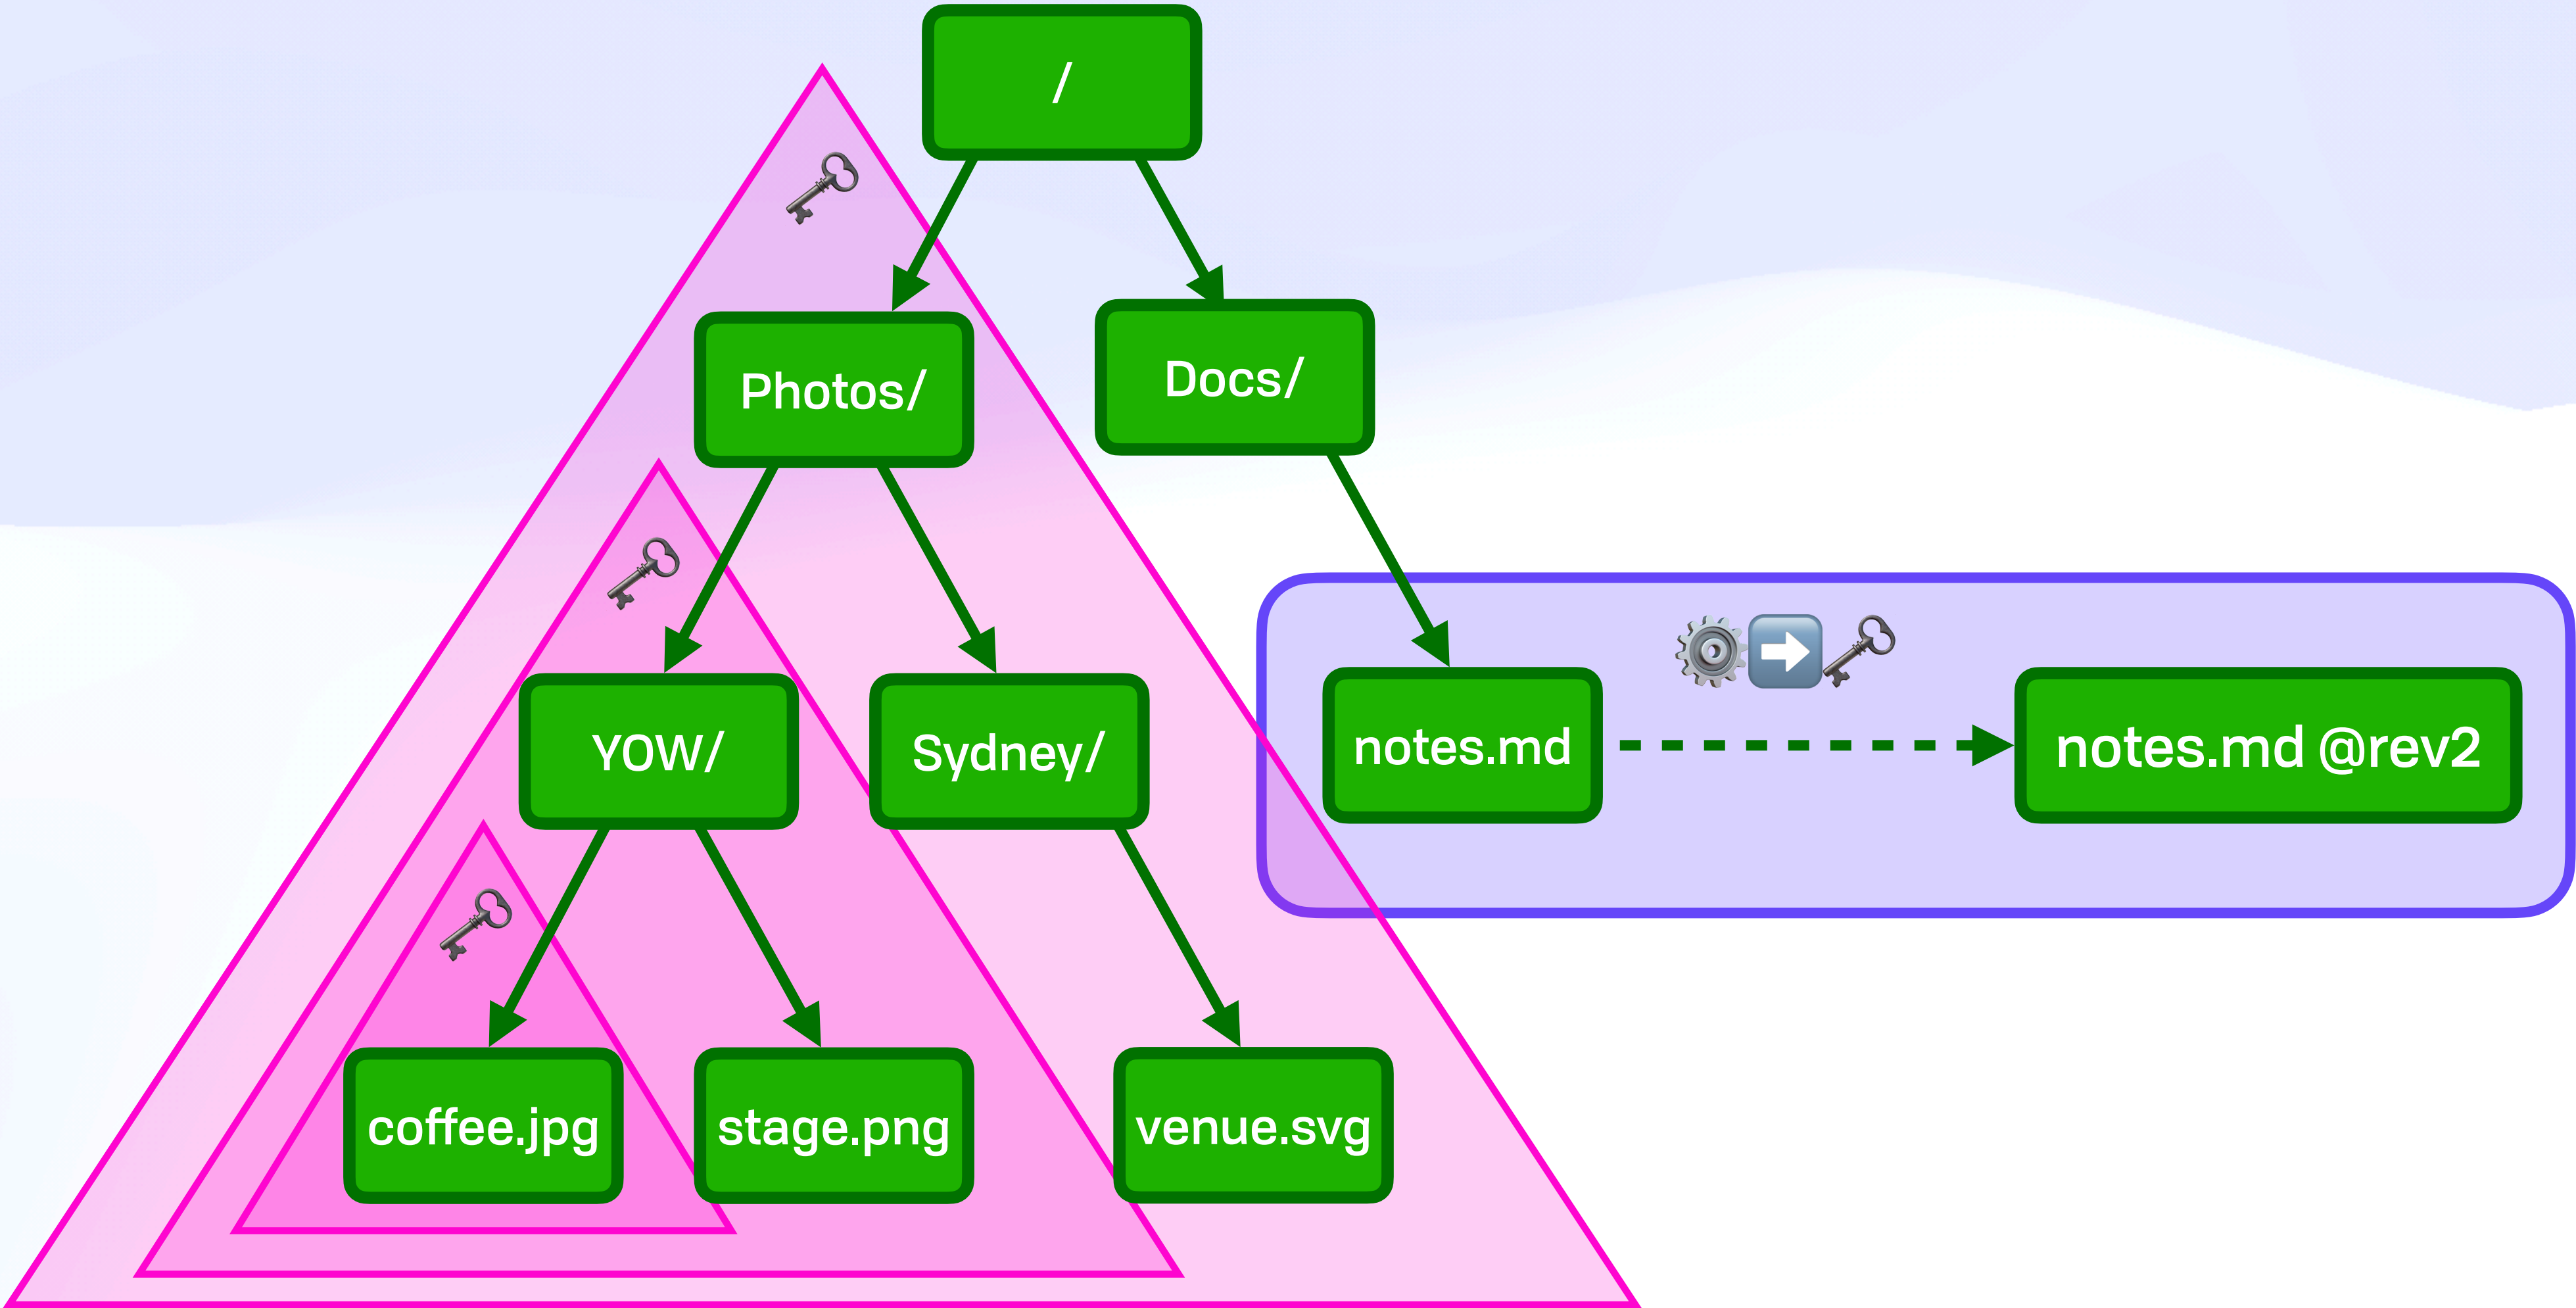 /
Photos/
Docs/
YOW/
Sydney/
notes.md
notes.md @rev2
coffee.jpg
stage.png
venue.svg